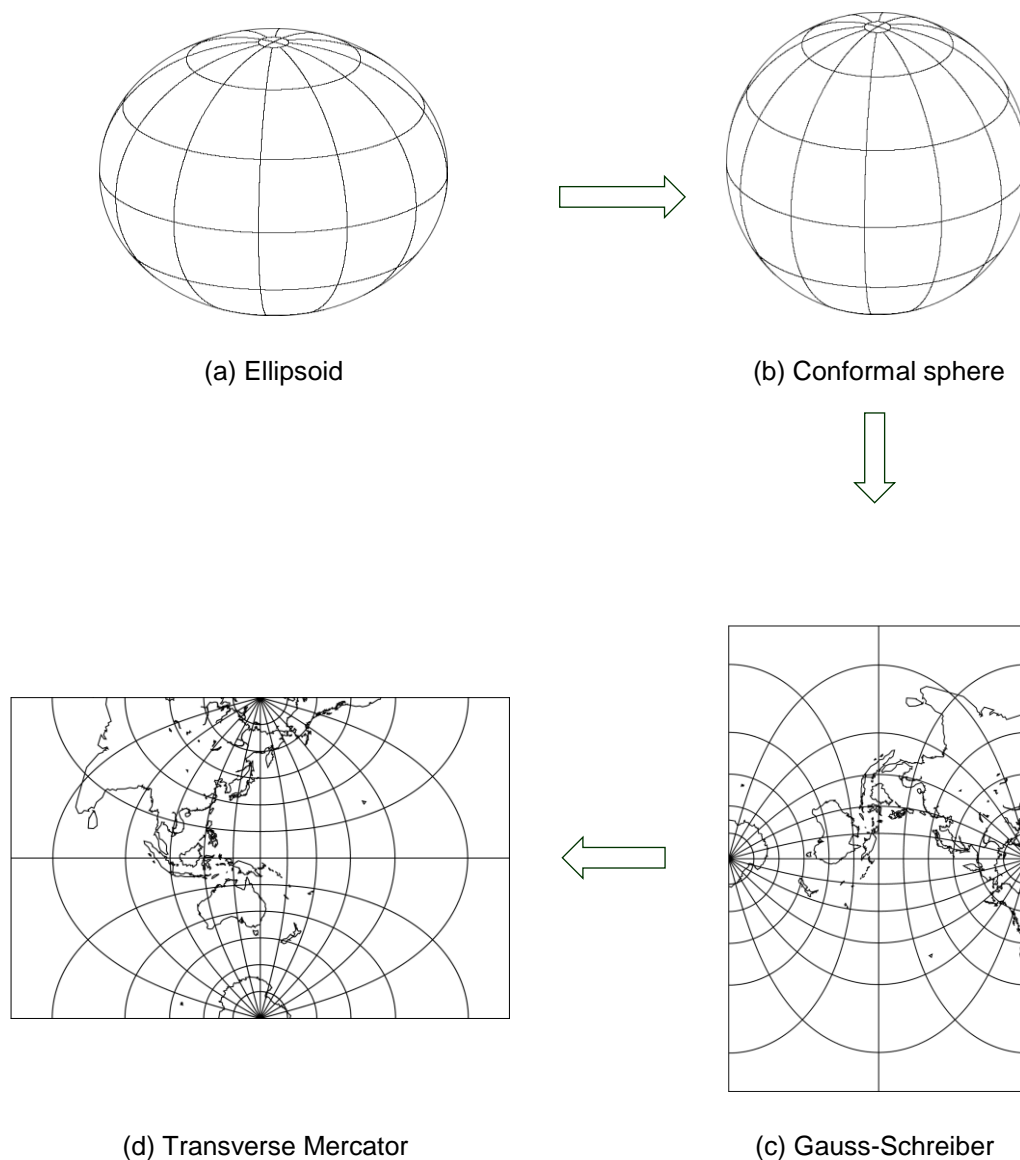 (a) Ellipsoid
(b) Conformal sphere
(d) Transverse Mercator
(c) Gauss-Schreiber